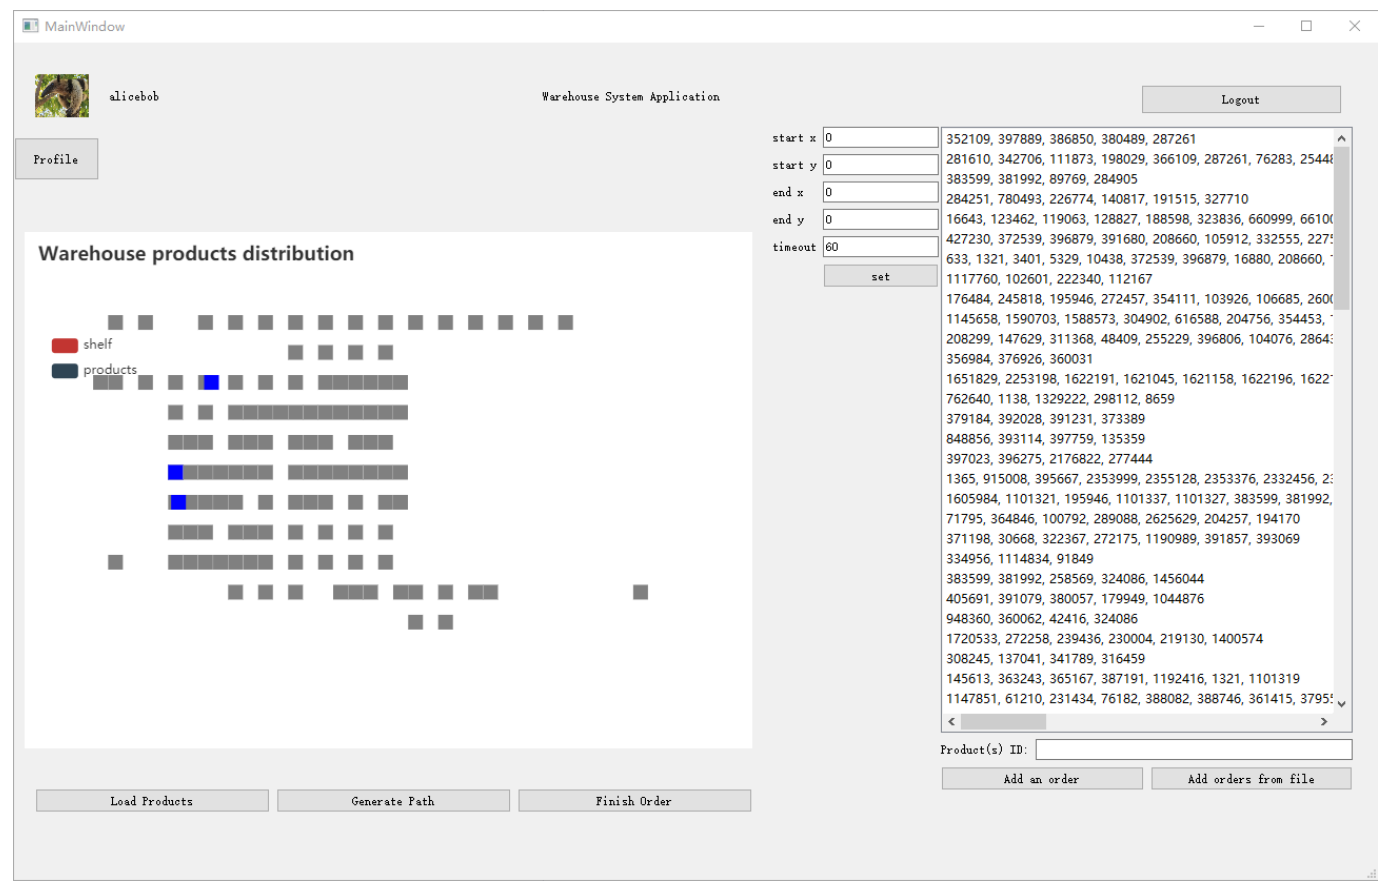 MainWindow
alicebob
Warehouse System Application
Logout
Profile
start x 0
start y 0
end x 0
end y 0
timeout 60
set
Warehouse products distribution
shelf
products
352109, 397889, 386850, 380489, 287261
281610, 342706, 111873, 198029, 366109, 287261, 76283, 25448
383599, 381992, 89769, 284905
284251, 780493, 226774, 140817, 191515, 327710
16643, 123462, 119063, 128827, 188598, 323836, 660999, 6610
427230, 372539, 396879, 391680, 208660, 105912, 332555, 227
633, 1321, 3401, 5329, 10438, 372539, 396879, 16880, 208660,
1117760, 102601, 222340, 112167
176484, 245818, 195946, 272457, 354111, 103926, 106685, 260
1145658, 1590703, 1588573, 304902, 616588, 204756, 354453,
208299, 147629, 311368, 48409, 255229, 396806, 104076, 2864
356984, 376926, 360031
1651829, 2253198, 1622191, 1621045, 1621158, 1622196, 1622
762640, 1138, 1329222, 298112, 8659
379184, 392028, 391231, 373389
848856, 393114, 397759, 135359
397023, 396275, 2176822, 277444
1365, 915008, 395667, 2353999, 2355128, 2353376, 2332456, 2
1605984, 1101321, 195946, 1101337, 1101327, 383599, 381992,
71795, 364846, 100792, 289088, 2625629, 204257, 194170
371198, 30668, 322367, 272175, 1190989, 391857, 393069
334956, 1114834, 91849
383599, 381992, 258569, 324086, 1456044
405691, 391079, 380057, 179949, 1044876
948360, 360062, 42416, 324086
1720533, 272258, 239436, 230004, 219130, 1400574
308245, 137041, 341789, 316459
145613, 363243, 365167, 387191, 1192416, 1321, 1101319
1147851, 61210, 231434, 76182, 388082, 388746, 361415, 3795
Product(s) ID:
Add an order
Add orders from file
Load Products
Generate Path
Finish Order